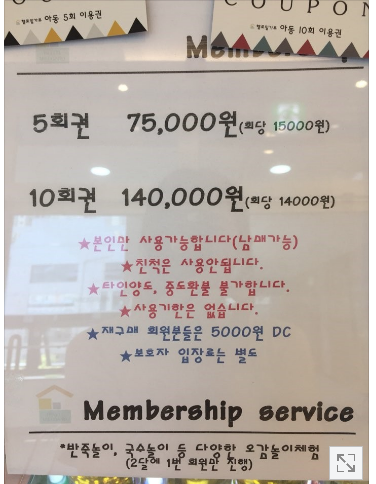 COUPON
아동 5회 이용권
아동 10회 이용권
5회권 75,000원(회당 15000원)
10회권 140,000원(회당 14000원)
★본인만 사용가능합니다(남매가능)
★친척은 사용안됩니다.
★타인양도, 중도환불 불가합니다.
★사용기한은 없습니다.
★재구매 회원분들은 5000원 DC
★보호자 입장료는 별도
Membership service
*반죽놀이, 국수놀이 등 다양한 오감놀이체험
(2달에 1번 회원만 진행)